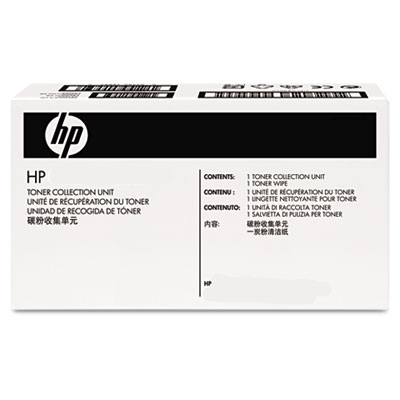 hp
HP
TONER COLLECTION UNIT
UNITÉ DE RÉCUPÉRATION DU TONER
UNIDAD DE RECOGIDA DE TÓNER
碳粉收集单元
CONTENTS: 1 TONER COLLECTION UNIT
1 TONER WIPE
CONTENU : 1 UNITÉ DE RÉCUPÉRATION DU TONER
1 LINGETTE NETTOYANTE POUR TONER
CONTENUTO: 1 UNITÀ DI RACCOLTA TONER
1 SALVIETTA DI PULIZIA PER TONER
内容: 碳粉收集单元
一炭粉清洁纸
HP